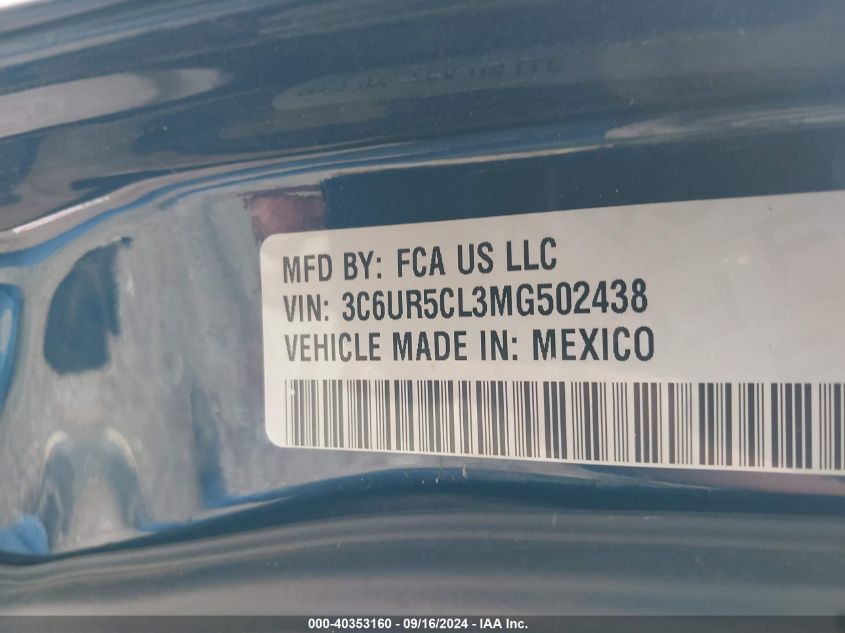 MFD BY: FCA US LLC
VIN: 3C6UR5CL3MG502438
VEHICLE MADE IN: MEXICO
000-40353160 - 09/16/2024 - IAA Inc.